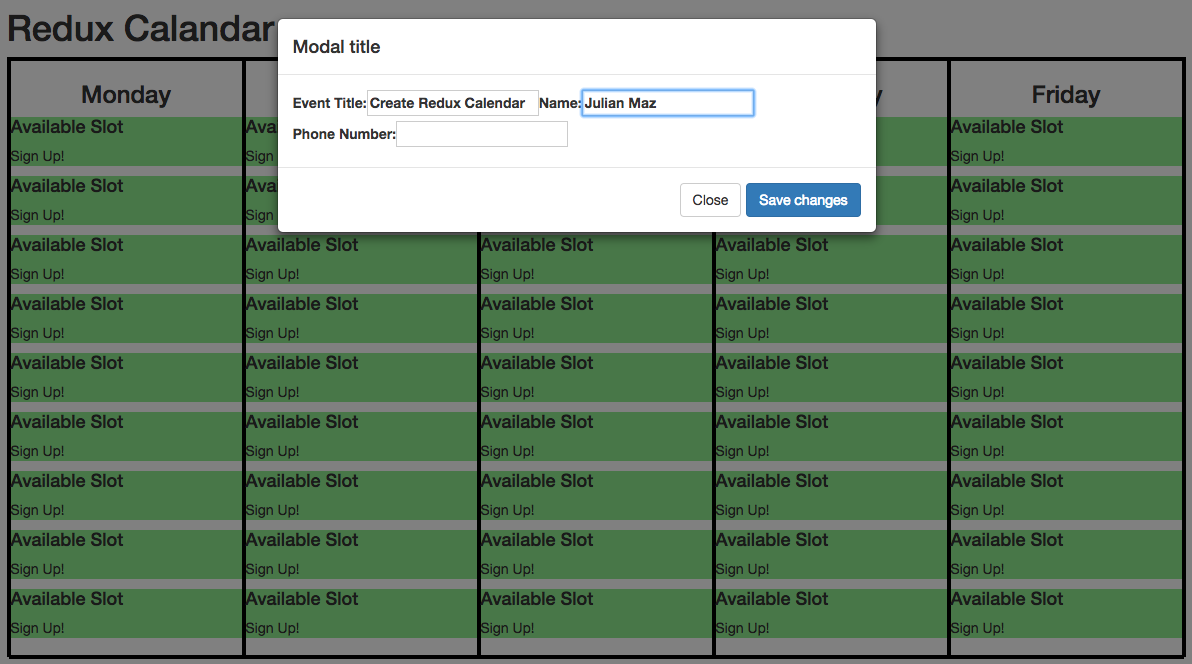 Redux Calandar
Modal title
Event Title: Create Redux Calendar Name: Julian Maz
Phone Number:
Close Save changes
Monday y Friday
Available Slot Ava Available Slot
Sign Up! Sign Sign Up!
Available Slot Ava Available Slot
Sign Up! Sign Sign Up!
Available Slot Available Slot Available Slot Available Slot Available Slot
Sign Up! Sign Up! Sign Up! Sign Up! Sign Up!
Available Slot Available Slot Available Slot Available Slot Available Slot
Sign Up! Sign Up! Sign Up! Sign Up! Sign Up!
Available Slot Available Slot Available Slot Available Slot Available Slot
Sign Up! Sign Up! Sign Up! Sign Up! Sign Up!
Available Slot Available Slot Available Slot Available Slot Available Slot
Sign Up! Sign Up! Sign Up! Sign Up! Sign Up!
Available Slot Available Slot Available Slot Available Slot Available Slot
Sign Up! Sign Up! Sign Up! Sign Up! Sign Up!
Available Slot Available Slot Available Slot Available Slot Available Slot
Sign Up! Sign Up! Sign Up! Sign Up! Sign Up!
Available Slot Available Slot Available Slot Available Slot Available Slot
Sign Up! Sign Up! Sign Up! Sign Up! Sign Up!